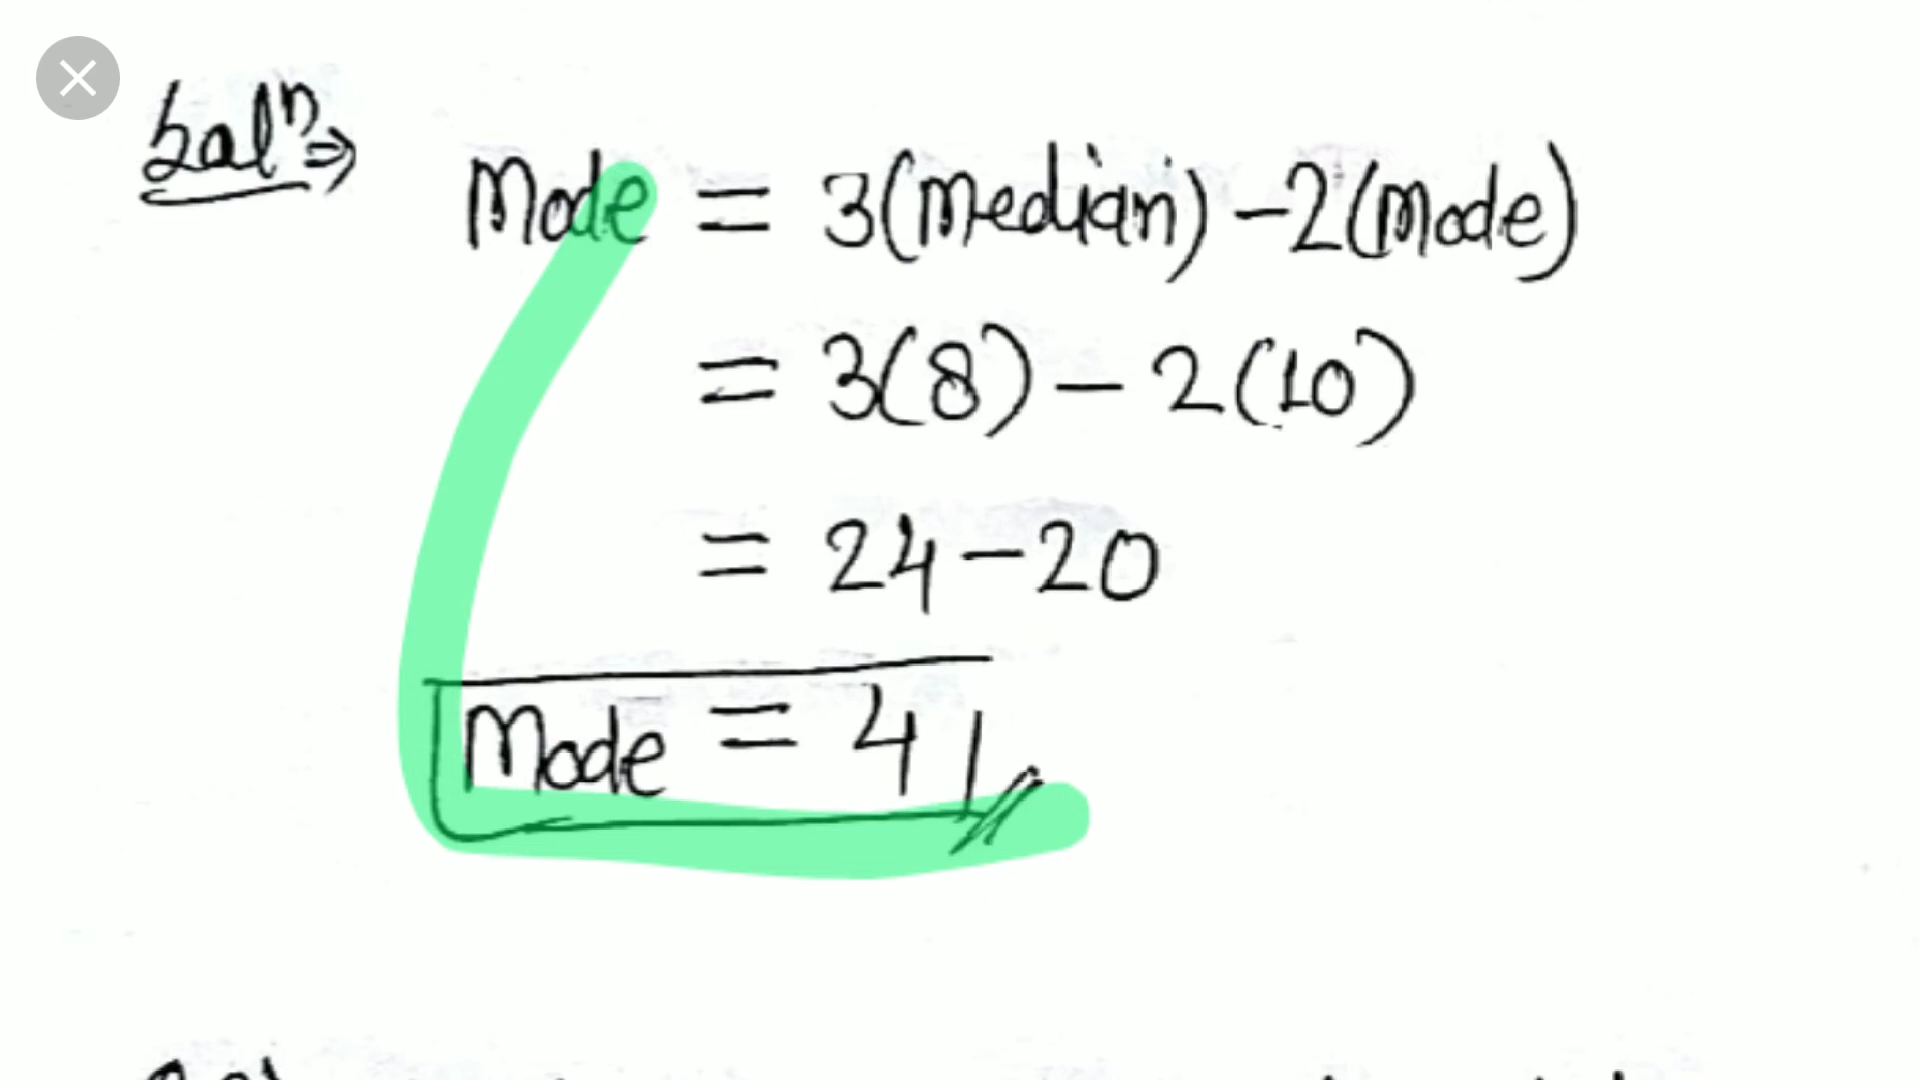 Solⁿ⇒
Mode = 3(Median) – 2(Mode)
= 3(8) – 2(10)
= 24 – 20
Mode = 4